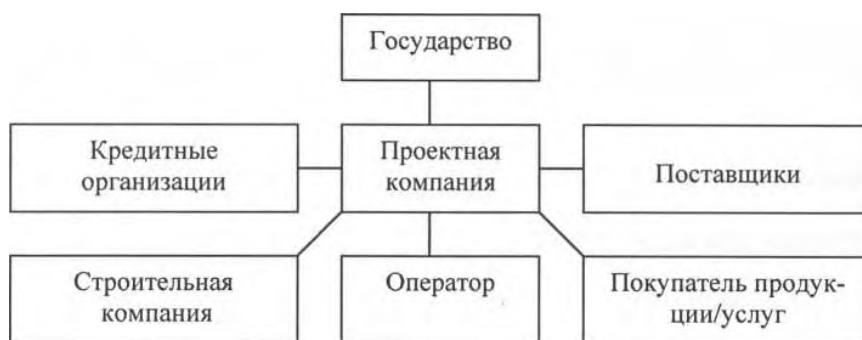 Государство
Кредитные
организации
Проектная
компания
Поставщики
Строительная
компания
Оператор
Покупатель продук-
ции/услуг